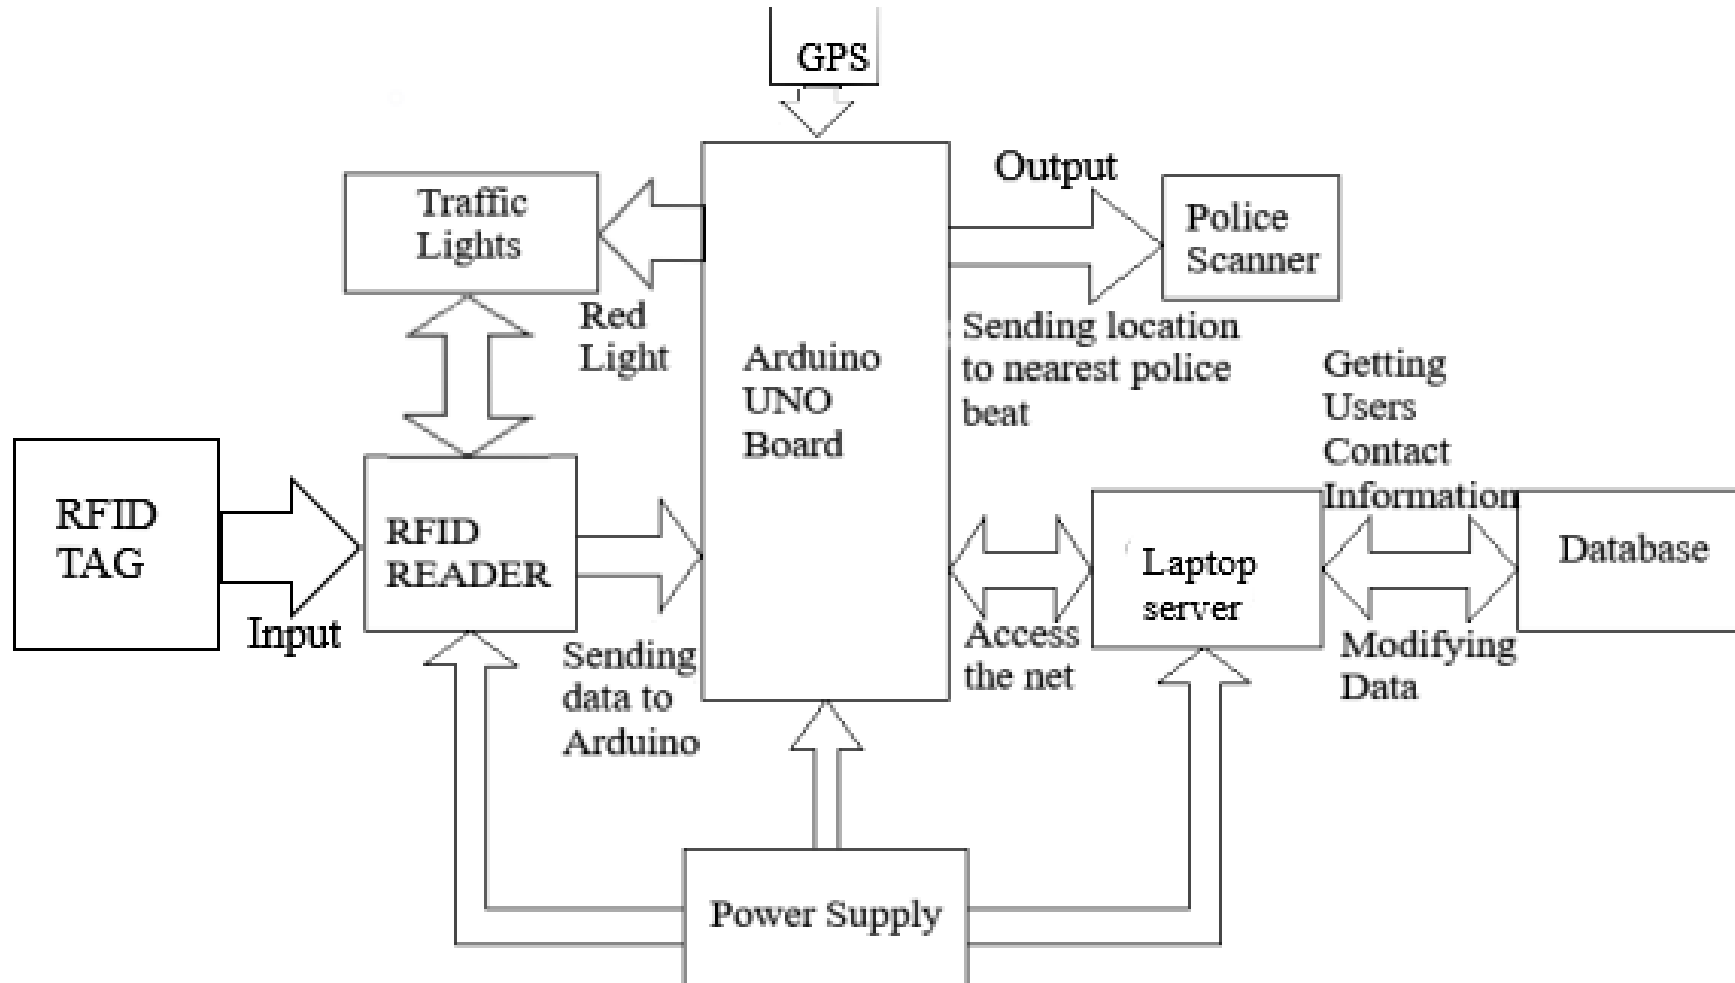 GPS
Traffic
Lights
Red
Light
Output
Police
Scanner
Sending location
to nearest police
beat
Arduino
UNO
Board
Getting
Users
Contact
Information
RFID
TAG
Input
RFID
READER
Sending
data to
Arduino
Access
the net
Laptop
server
Modifying
Data
Database
Power Supply